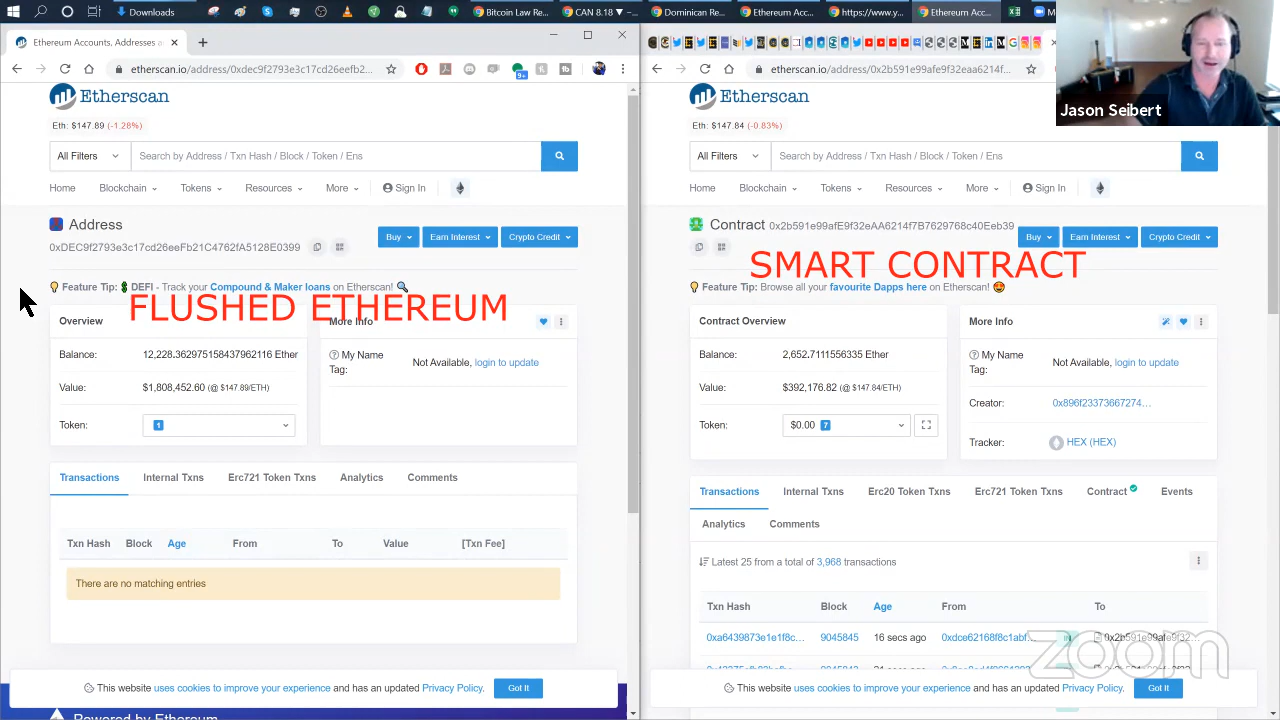 Downloads
Bitcoin Law Re
CAN 8.18
Dominican Re
Etherscan Acc
https://www.y
Ethereum Acc
Ethereum Accounts, Addresses a
etherscan.io/address/0xdec9f2793e3c17cd26eefb2...
9+
etherscan.io/address/0x2b591e99afe9f32eaa6214f...
Jason Seibert
Etherscan
Eth: $147.89 (-1.28%)
All Filters
Search by Address / Txn Hash / Block / Token / Ens
Home Blockchain Tokens Resources More Sign In
Address
0xDEC9f2793e3c17cd26eeFb21C4762fA5128E0399
Buy Earn Interest Crypto Credit
Feature Tip: DEFI - Track your Compound & Maker loans on Etherscan!
FLUSHED ETHEREUM
Overview
Balance: 12,228.362975158437962116 Ether
Value: $1,808,452.60 (@ $147.89/ETH)
Token: 1
More Info
My Name Tag: Not Available, login to update
Transactions Internal Txns Erc721 Token Txns Analytics Comments
Txn Hash Block Age From To Value [Txn Fee]
There are no matching entries
This website uses cookies to improve your experience and has an updated Privacy Policy. Got It
Powered by Ethereum
Etherscan
Eth: $147.84 (-0.83%)
All Filters
Search by Address / Txn Hash / Block / Token / Ens
Home Blockchain Tokens Resources More Sign In
Contract 0x2b591e99afE9f32eAA6214f7B7629768c40Eeb39
Buy Earn Interest Crypto Credit
SMART CONTRACT
Feature Tip: Browse all your favourite Dapps here on Etherscan!
Contract Overview
Balance: 2,652.7111556335 Ether
Value: $392,176.82 (@ $147.84/ETH)
Token: $0.00 7
More Info
My Name Tag: Not Available, login to update
Creator: 0x896f23373667274...
Tracker: HEX (HEX)
Transactions Internal Txns Erc20 Token Txns Erc721 Token Txns Contract Events
Analytics Comments
Latest 25 from a total of 3,968 transactions
Txn Hash Block Age From To
0xa6439873e1e1f8c... 9045845 16 secs ago 0xdce62168f8c1abf... IN 0x2b591e99afe9f32...
zoom
This website uses cookies to improve your experience and has an updated Privacy Policy. Got It